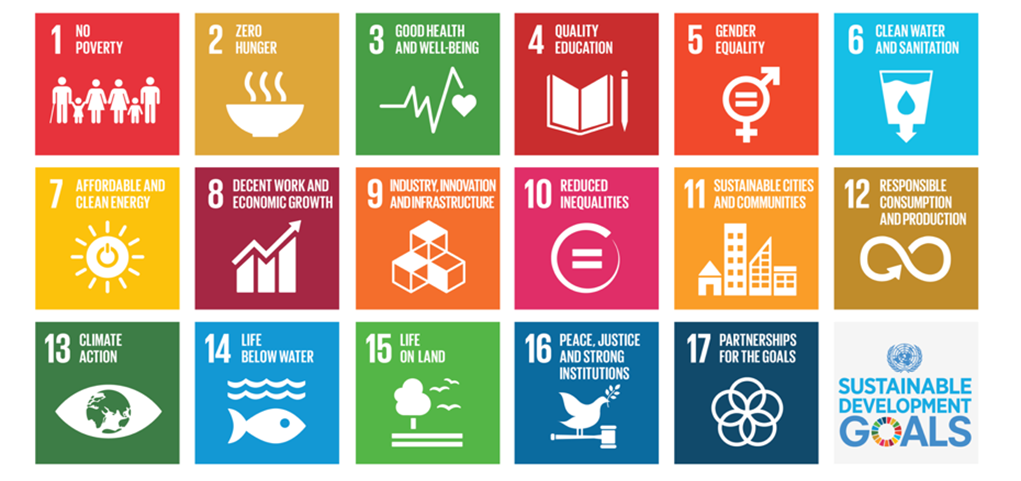 1 NO
POVERTY
2 ZERO
HUNGER
3 GOOD HEALTH
AND WELL-BEING
4 QUALITY
EDUCATION
5 GENDER
EQUALITY
6 CLEAN WATER
AND SANITATION
7 AFFORDABLE AND
CLEAN ENERGY
8 DECENT WORK AND
ECONOMIC GROWTH
9 INDUSTRY, INNOVATION
AND INFRASTRUCTURE
10 REDUCED
INEQUALITIES
11 SUSTAINABLE CITIES
AND COMMUNITIES
12 RESPONSIBLE
CONSUMPTION
AND PRODUCTION
13 CLIMATE
ACTION
14 LIFE
BELOW WATER
15 LIFE
ON LAND
16 PEACE, JUSTICE
AND STRONG
INSTITUTIONS
17 PARTNERSHIPS
FOR THE GOALS
SUSTAINABLE
DEVELOPMENT
GOALS